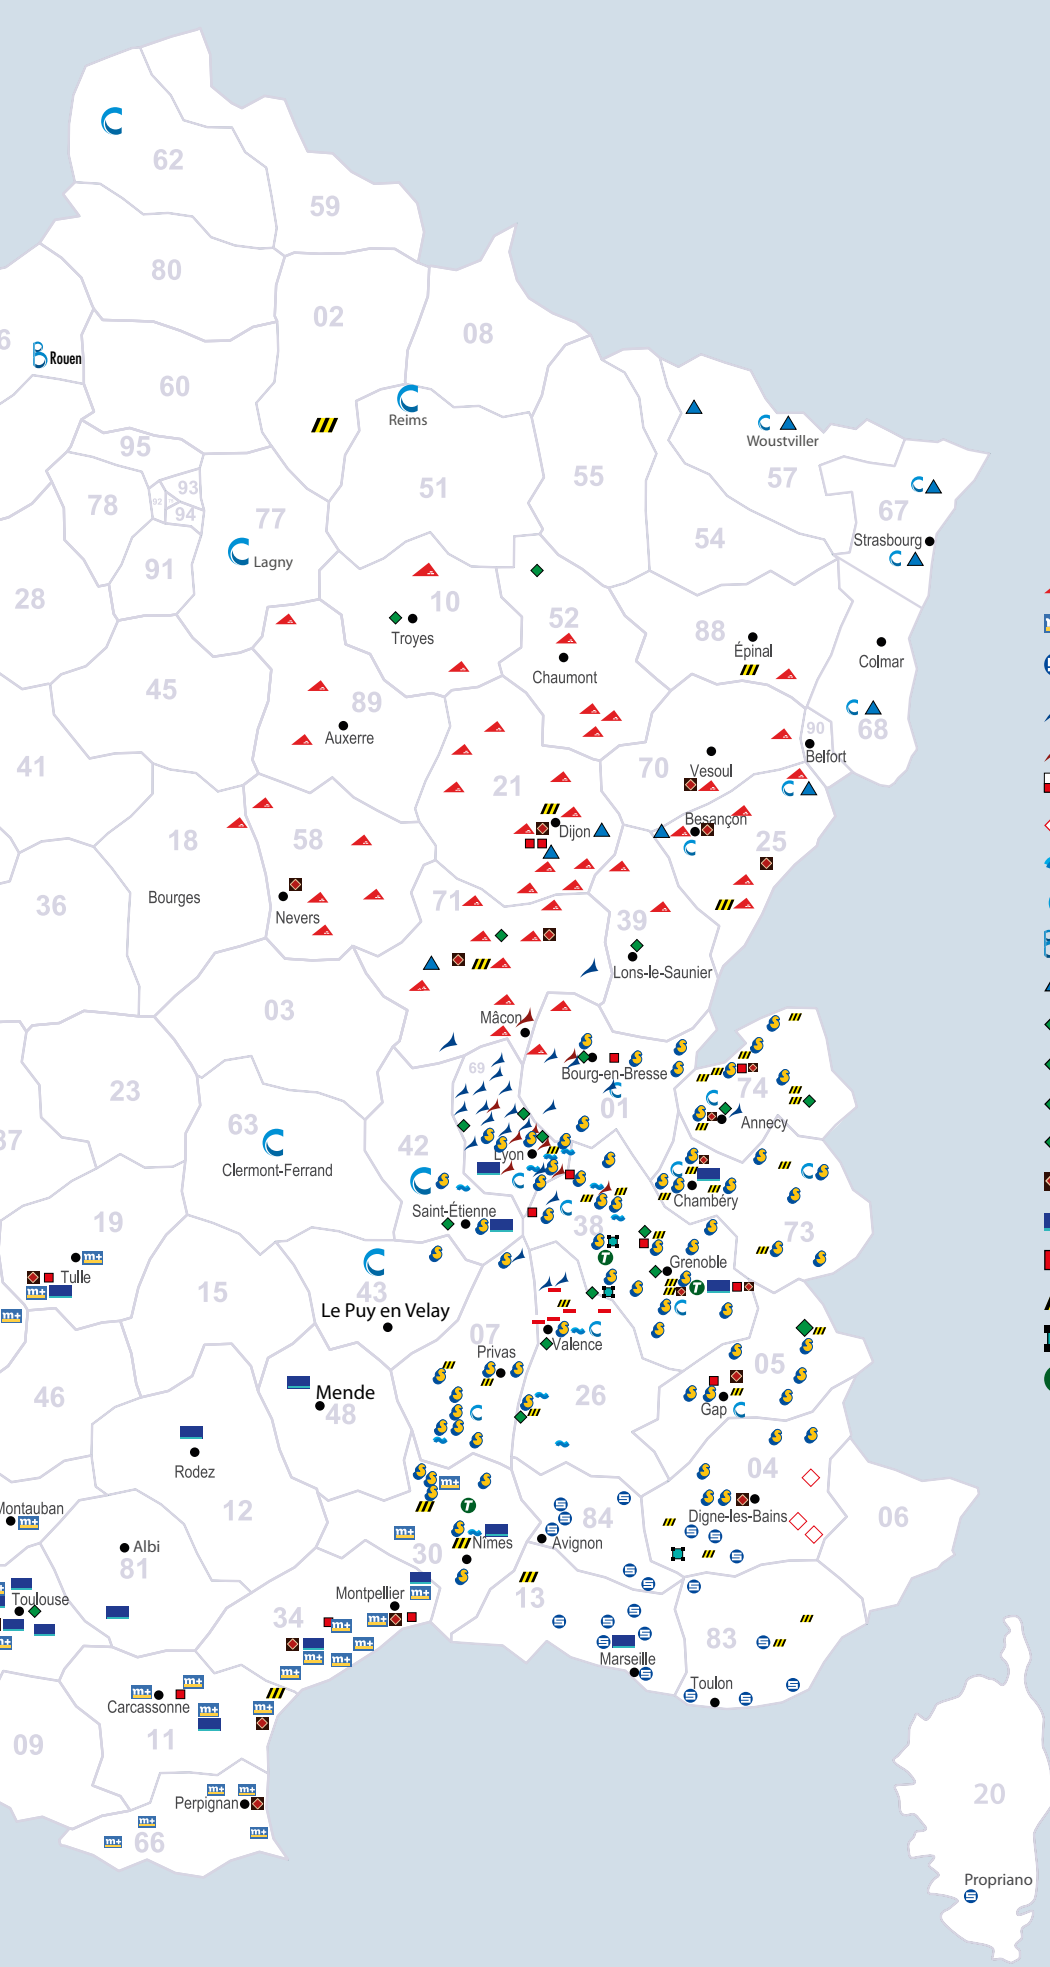 62
59
80
02
08
6
Rouen
60
Reims
95
Woustviller
55
57
51
78
93
92
94
77
67
54
Strasbourg
Lagny
91
28
10
52
88
Troyes
Épinal
Colmar
Chaumont
45
89
Auxerre
90
68
Belfort
41
70
Vesoul
21
Besançon
Dijon
25
18
58
36
Bourges
71
Nevers
39
Lons-le-Saunier
03
Mâcon
69
Bourg-en-Bresse
23
74
01
Annecy
63
42
Lyon
Clermont-Ferrand
Chambéry
Saint-Étienne
19
38
73
Grenoble
T
m+
Tulle
T
m+
15
43
m+
Le Puy en Velay
07
Valence
Privas
05
46
Mende
48
26
Gap
Rodez
04
m+
12
Montauban
m+
T
84
Digne-les-Bains
06
m+
Albi
30
Nîmes
Avignon
81
Montpellier
m+
13
Toulouse
34
m+
m+
83
m+
m+
m+
m+
Marseille
m+
m+
Toulon
Carcassonne
m+
m+
11
09
20
m+
m+
Perpignan
m+
m+
66
m+
Propriano